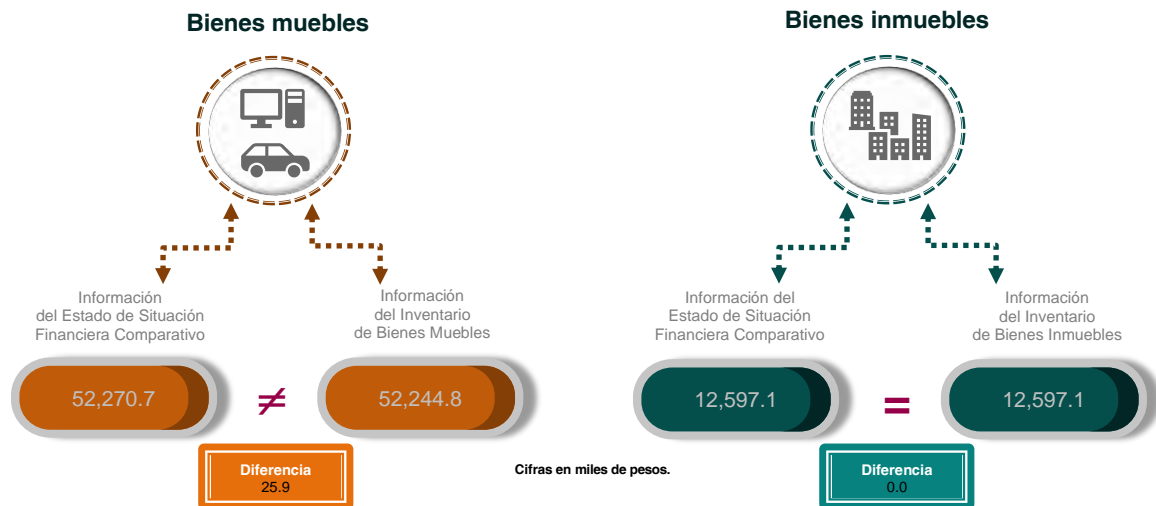 Bienes muebles
Información
del Estado de Situación
Financiera Comparativo
Información
del Inventario
de Bienes Muebles
52,270.7
≠
52,244.8
Diferencia
25.9
Cifras en miles de pesos.
Bienes inmuebles
Información del
Estado de Situación
Financiera Comparativo
Información
del Inventario
de Bienes Inmuebles
12,597.1
=
12,597.1
Diferencia
0.0